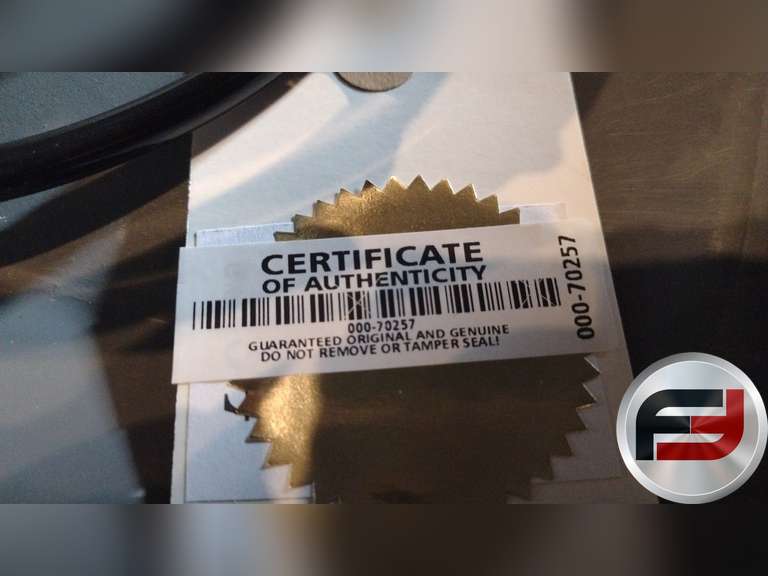 CERTIFICATE
OF AUTHENTICITY
000-70257
GUARANTEED ORIGINAL AND GENUINE
DO NOT REMOVE OR TAMPER SEAL!
000-70257